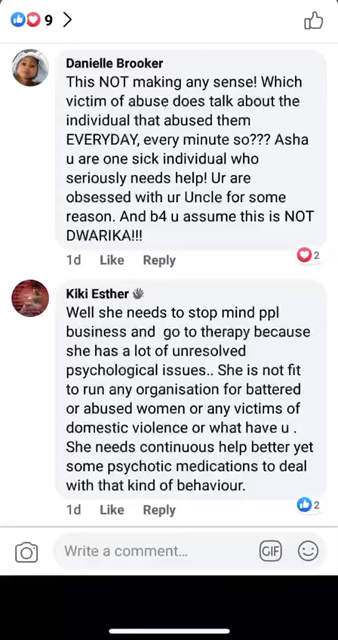 9
Danielle Brooker
This NOT making any sense! Which
victim of abuse does talk about the
individual that abused them
EVERYDAY, every minute so??? Asha
u are one sick individual who
seriously needs help! Ur are
obsessed with ur Uncle for some
reason. And b4 u assume this is NOT
DWARIKA!!!
1d Like Reply 2
Kiki Esther
Well she needs to stop mind ppl
business and go to therapy because
she has a lot of unresolved
psychological issues.. She is not fit
to run any organisation for battered
or abused women or any victims of
domestic violence or what have u .
She needs continuous help better yet
some psychotic medications to deal
with that kind of behaviour.
1d Like Reply 2
Write a comment... GIF